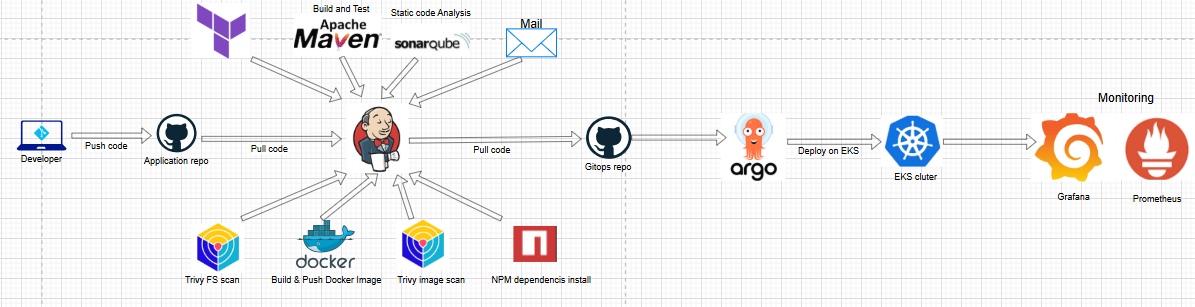 Build and Test
Static code Analysis
Mail
Apache
Maven
sonarqube
Monitoring
Push code
Developer
Application repo
Pull code
Pull code
Gitops repo
argo
Deploy on EKS
EKS cluter
Grafana
Prometheus
docker
Trivy FS scan
Build & Push Docker Image
Trivy image scan
NPM dependencis install